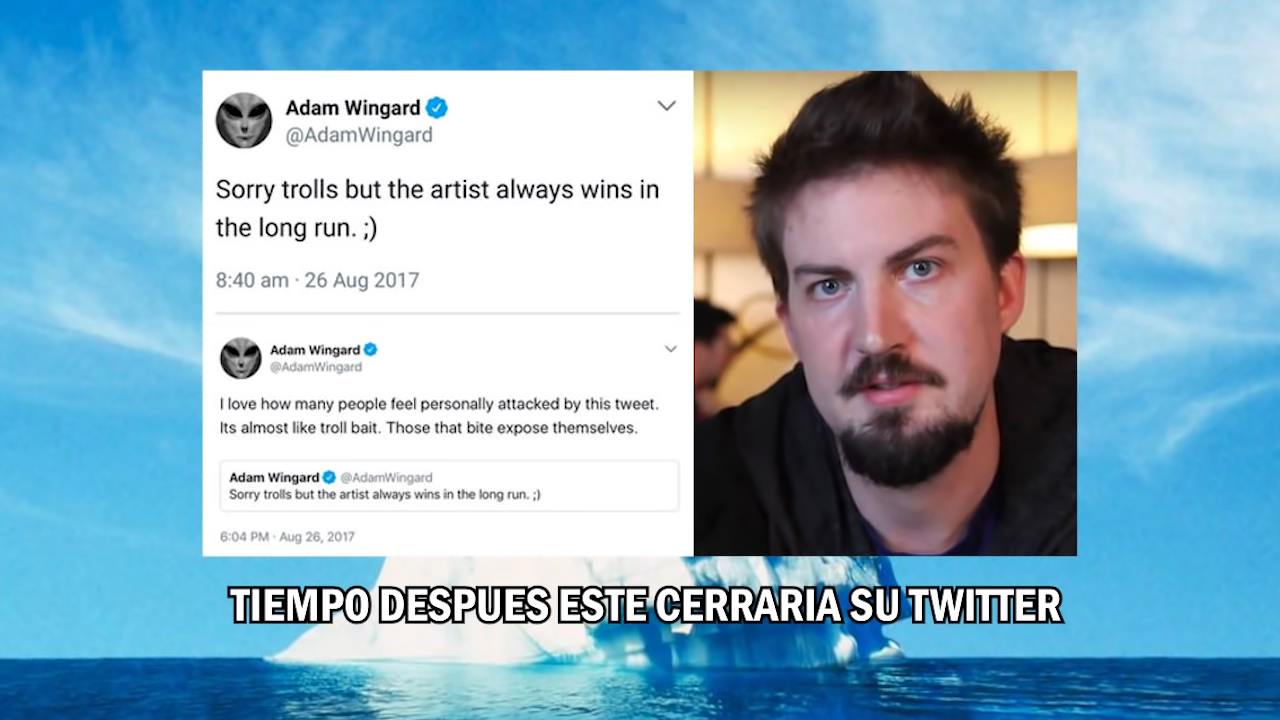 Adam Wingard
@AdamWingard
Sorry trolls but the artist always wins in
the long run. ;)
8:40 am · 26 Aug 2017
Adam Wingard
@AdamWingard
I love how many people feel personally attacked by this tweet.
Its almost like troll bait. Those that bite expose themselves.
Adam Wingard @AdamWingard
Sorry trolls but the artist always wins in the long run. ;)
6:04 PM · Aug 26, 2017
TIEMPO DESPUES ESTE CERRARIA SU TWITTER